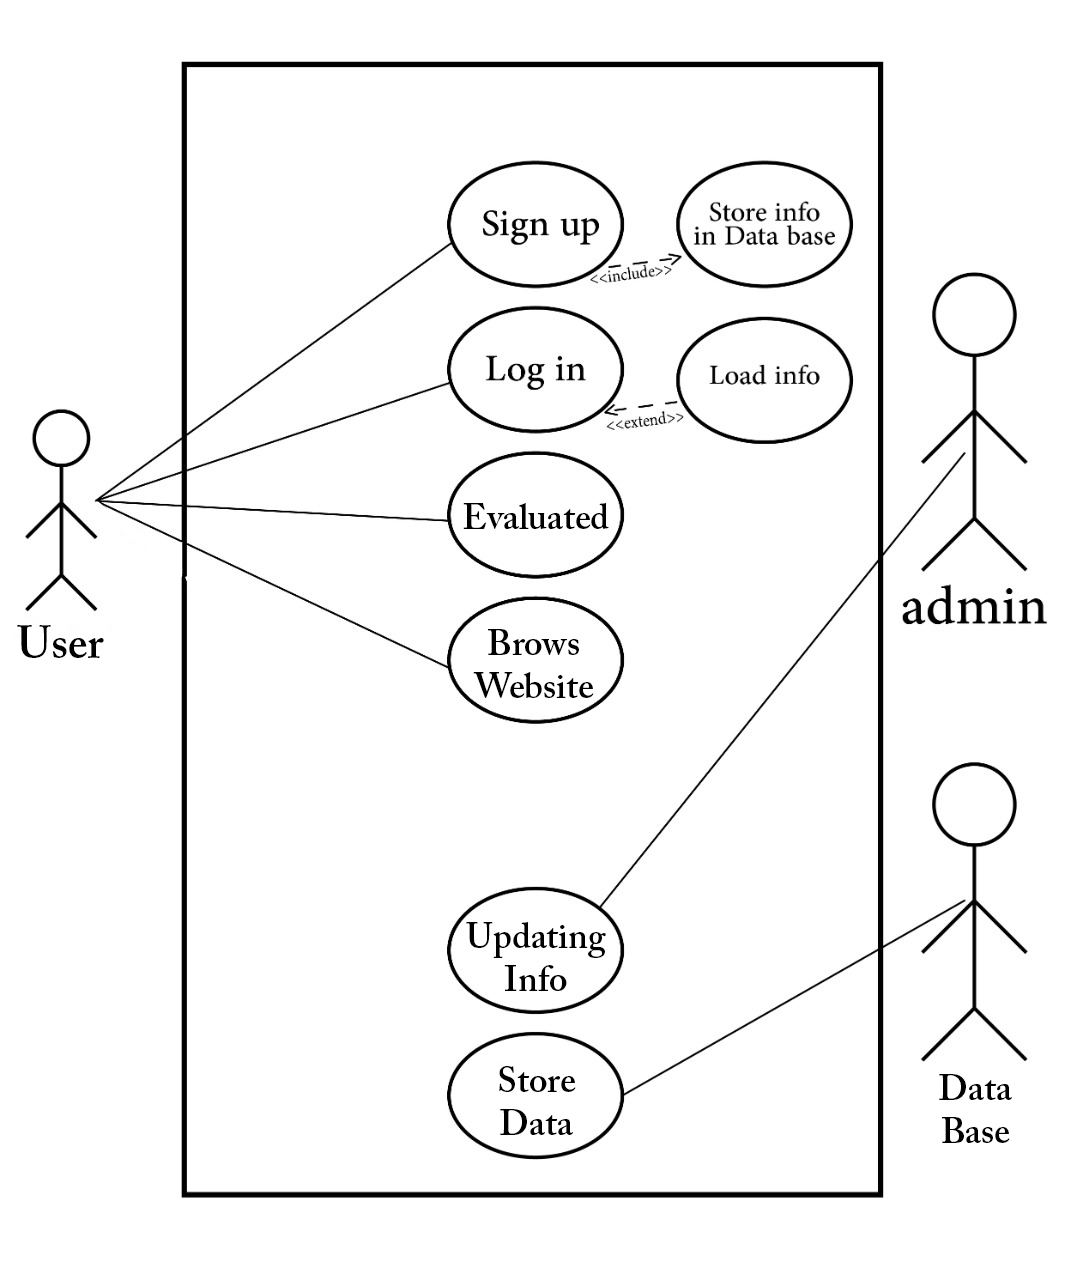 Sign up
Store info
in Data base
<<include>>
Log in
Load info
<<extend>>
Evaluated
Brows
Website
User
admin
Updating
Info
Store
Data
Data
Base